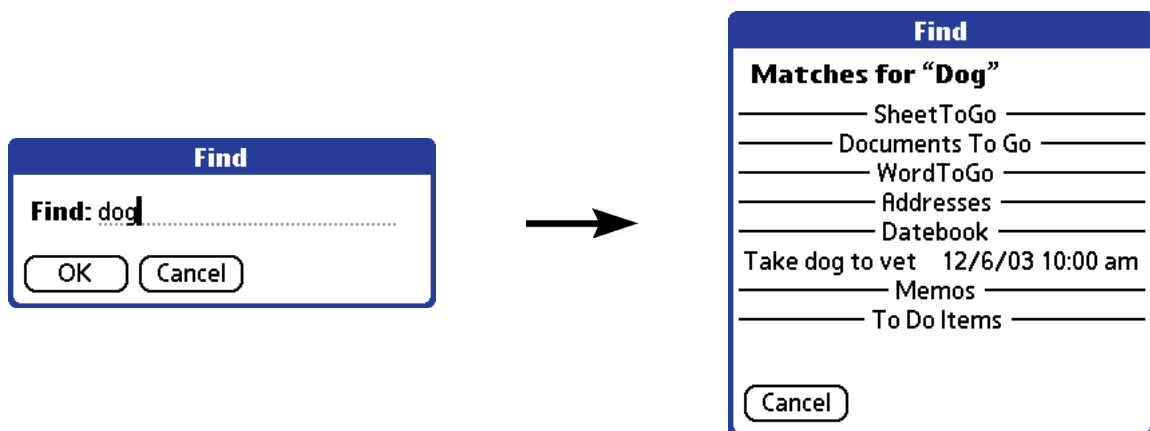 Find
Find: dog
OK Cancel
Find
Matches for “Dog”
SheetToGo
Documents To Go
WordToGo
Addresses
Datebook
Take dog to vet 12/6/03 10:00 am
Memos
To Do Items
Cancel